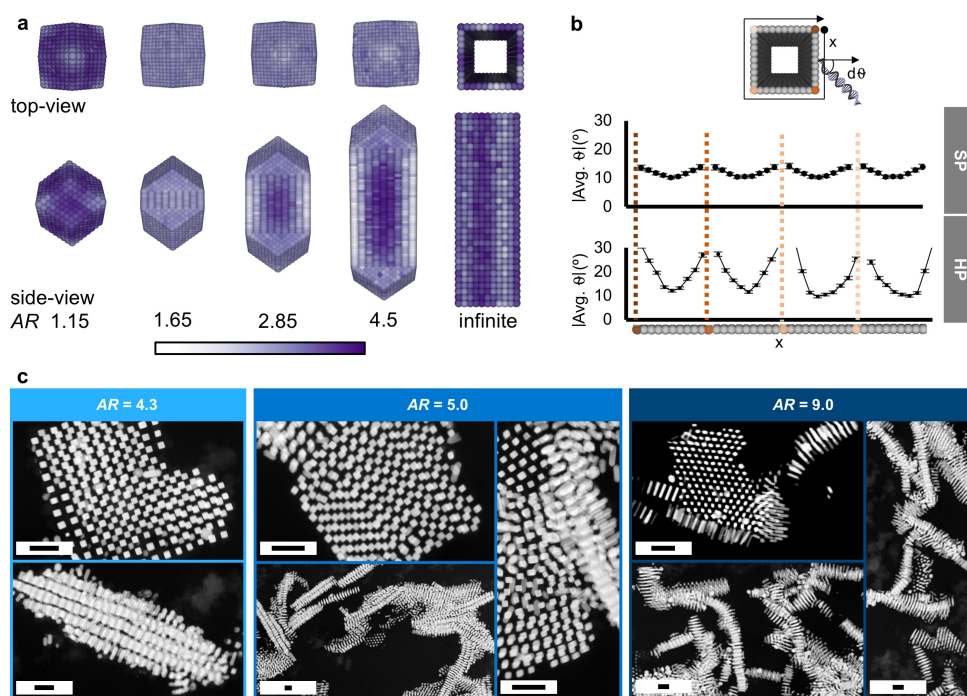 a
top-view
side-view
AR 1.15 1.65 2.85 4.5 infinite
b
x
dθ
30
20
10
0
|Avg. θ|(º)
SP
30
20
10
0
|Avg. θ|(º)
HP
x
c
AR = 4.3
AR = 5.0
AR = 9.0